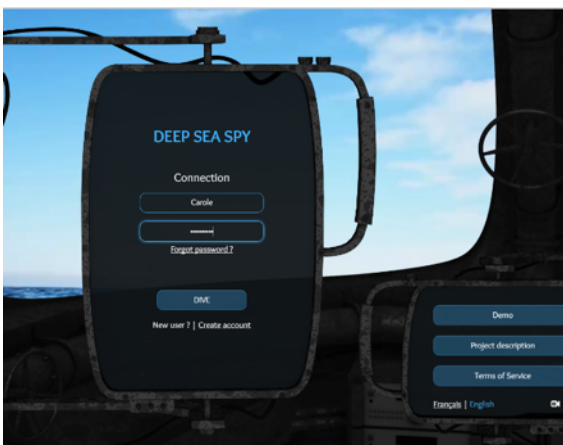 DEEP SEA SPY
Connection
Carole
Forgot password ?
DIVE
New user ? | Create account
Demo
Project description
Terms of Service
Français | English